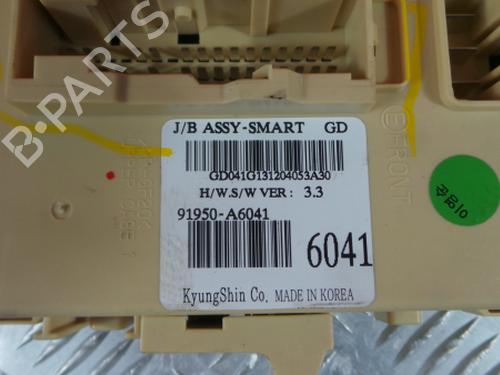 B-PARTS
J/B ASSY-SMART GD
GD041G131204053A30
H/W.S/W VER : 3.3
91950-A6041
6041
KyungShin Co. MADE IN KOREA
FRONT